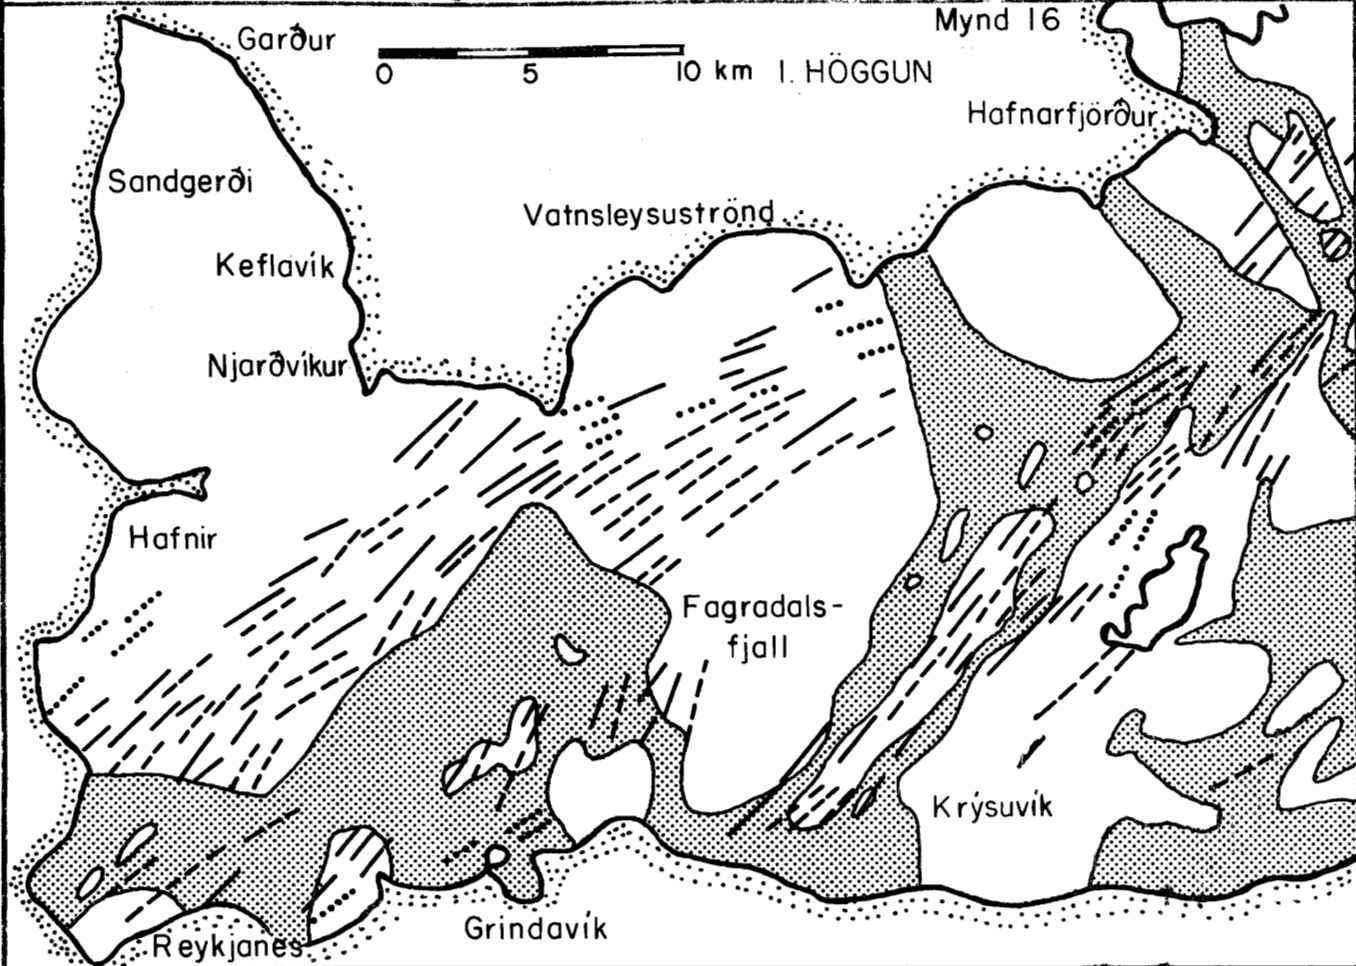 Mynd 16
Garður
0 5 10 km 1. HÖGGUN
Hafnarfjörður
Sandgerði
Vatnsleysuströnd
Keflavík
Njarðvíkur
Hafnir
Fagradals-
fjall
Krýsuvík
Grindavík
Reykjanes